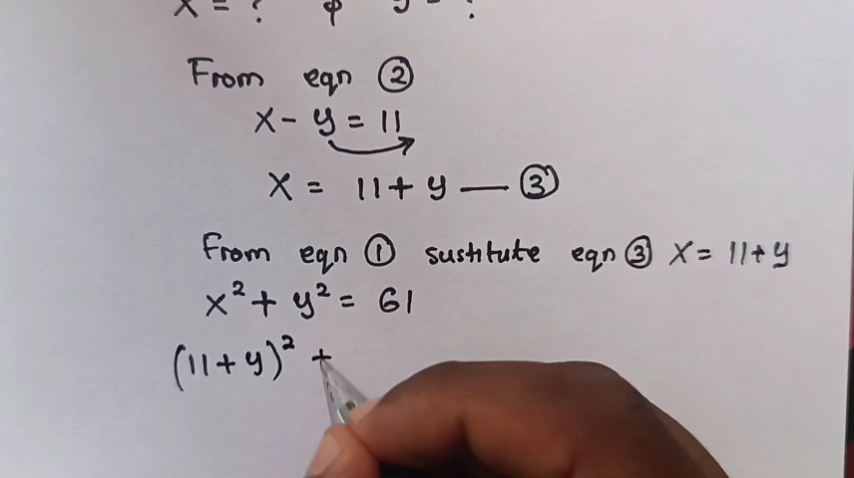 x = ? & y = ?
From eqn ②
x - y = 11
x = 11 + y — ③
From eqn ① sustitute eqn ③ x = 11 + y
x² + y² = 61
(11 + y)² +